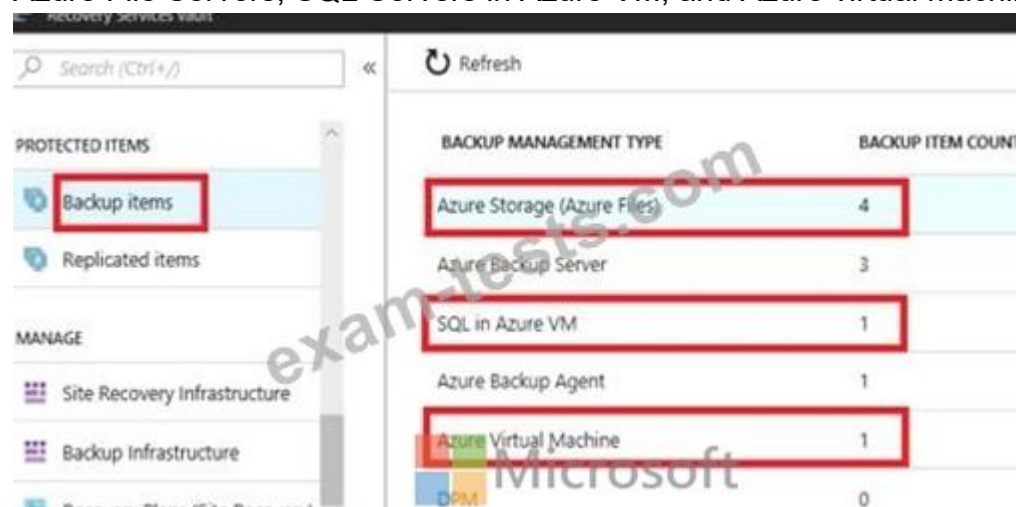 Azure File Servers, SQL Servers in Azure VM, and Azure Virtual Machin
Recovery Services vault
Search (Ctrl+/)
«
Refresh
PROTECTED ITEMS
Backup items
Replicated items
MANAGE
Site Recovery Infrastructure
Backup Infrastructure
BACKUP MANAGEMENT TYPE BACKUP ITEM COUNT
Azure Storage (Azure Files) 4
Azure Backup Server 3
SQL in Azure VM 1
Azure Backup Agent 1
Azure Virtual Machine 1
DPM 0
exam-tests.com
Microsoft